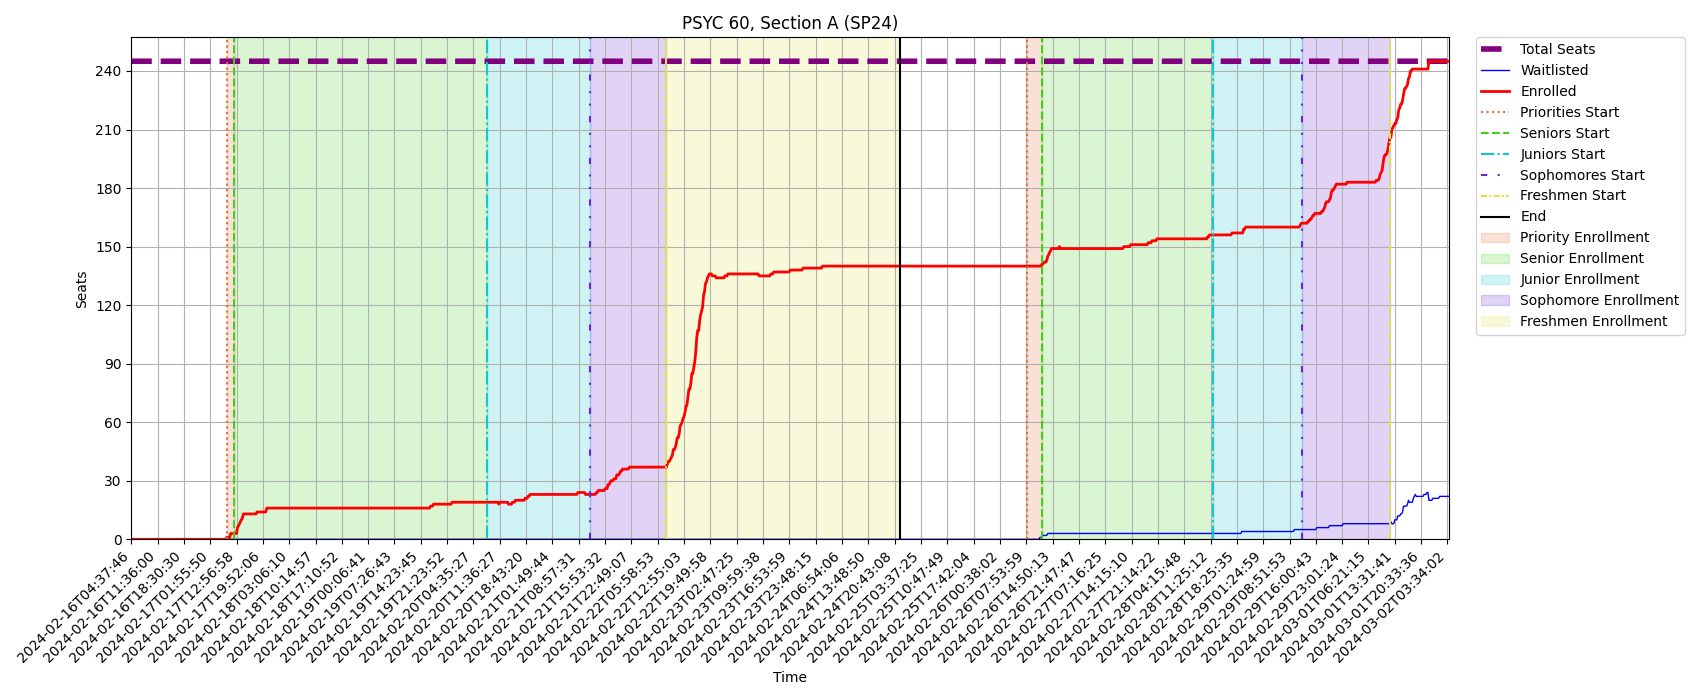 PSYC 60, Section A (SP24)
Seats
240
210
180
150
120
90
60
30
0
2024-02-16T04:37:46
2024-02-16T11:36:00
2024-02-16T18:30:30
2024-02-17T01:55:50
2024-02-17T12:56:58
2024-02-17T19:52:06
2024-02-18T03:06:10
2024-02-18T10:14:57
2024-02-18T17:10:52
2024-02-19T00:06:41
2024-02-19T07:26:43
2024-02-19T14:23:45
2024-02-19T21:23:52
2024-02-20T04:35:27
2024-02-20T11:36:27
2024-02-20T18:43:20
2024-02-21T01:49:44
2024-02-21T08:57:31
2024-02-21T15:53:32
2024-02-21T22:49:07
2024-02-22T05:58:53
2024-02-22T12:55:03
2024-02-22T19:49:58
2024-02-23T02:47:25
2024-02-23T09:59:38
2024-02-23T16:53:59
2024-02-23T23:48:15
2024-02-24T06:54:06
2024-02-24T13:48:50
2024-02-24T20:43:08
2024-02-25T03:37:25
2024-02-25T10:47:49
2024-02-25T17:42:04
2024-02-26T00:38:02
2024-02-26T07:53:59
2024-02-26T14:50:13
2024-02-26T21:47:47
2024-02-27T07:16:25
2024-02-27T14:15:10
2024-02-27T21:14:22
2024-02-28T04:15:48
2024-02-28T11:25:12
2024-02-28T18:25:35
2024-02-29T01:24:59
2024-02-29T08:51:53
2024-02-29T16:00:43
2024-02-29T23:01:24
2024-03-01T06:21:15
2024-03-01T13:31:41
2024-03-01T20:33:36
2024-03-02T03:34:02
Time
Total Seats
Waitlisted
Enrolled
Priorities Start
Seniors Start
Juniors Start
Sophomores Start
Freshmen Start
End
Priority Enrollment
Senior Enrollment
Junior Enrollment
Sophomore Enrollment
Freshmen Enrollment